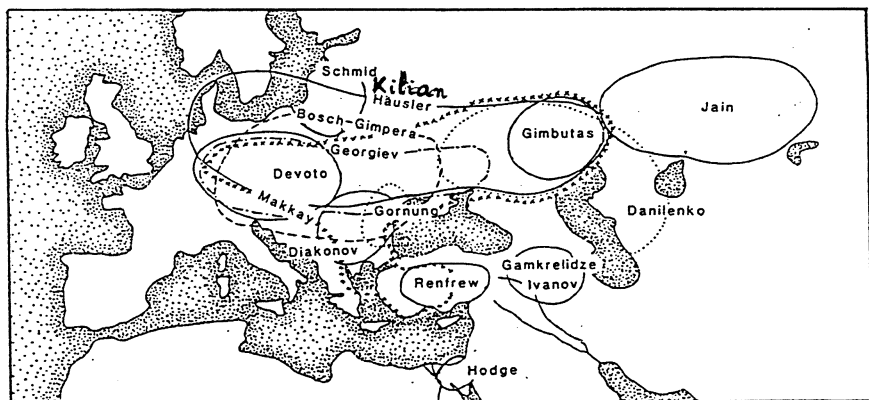 Schmid
Kilian
Häusler
Jain
Bosch-Gimpera
Gimbutas
Georgiev
Devoto
Makkay
Gornung
Danilenko
Diakonov
Gamkrelidze
Ivanov
Renfrew
Hodge